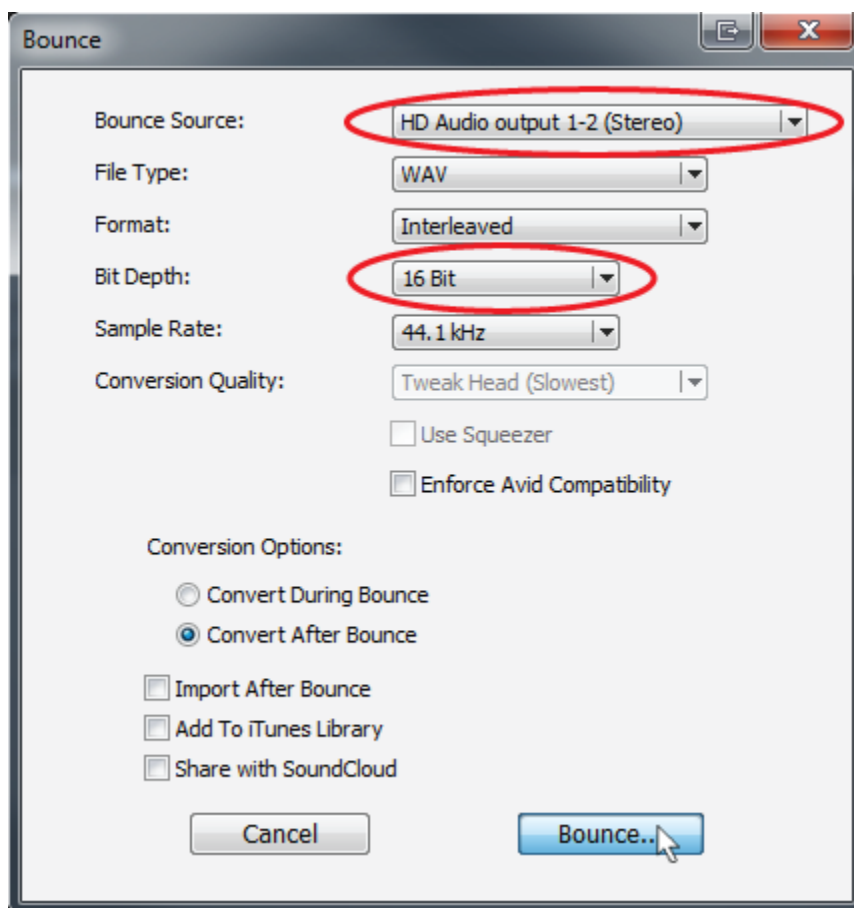 Bounce
Bounce Source: HD Audio output 1-2 (Stereo)
File Type: WAV
Format: Interleaved
Bit Depth: 16 Bit
Sample Rate: 44.1 kHz
Conversion Quality: Tweak Head (Slowest)
Use Squeezer
Enforce Avid Compatibility
Conversion Options:
Convert During Bounce
Convert After Bounce
Import After Bounce
Add To iTunes Library
Share with SoundCloud
Cancel Bounce...